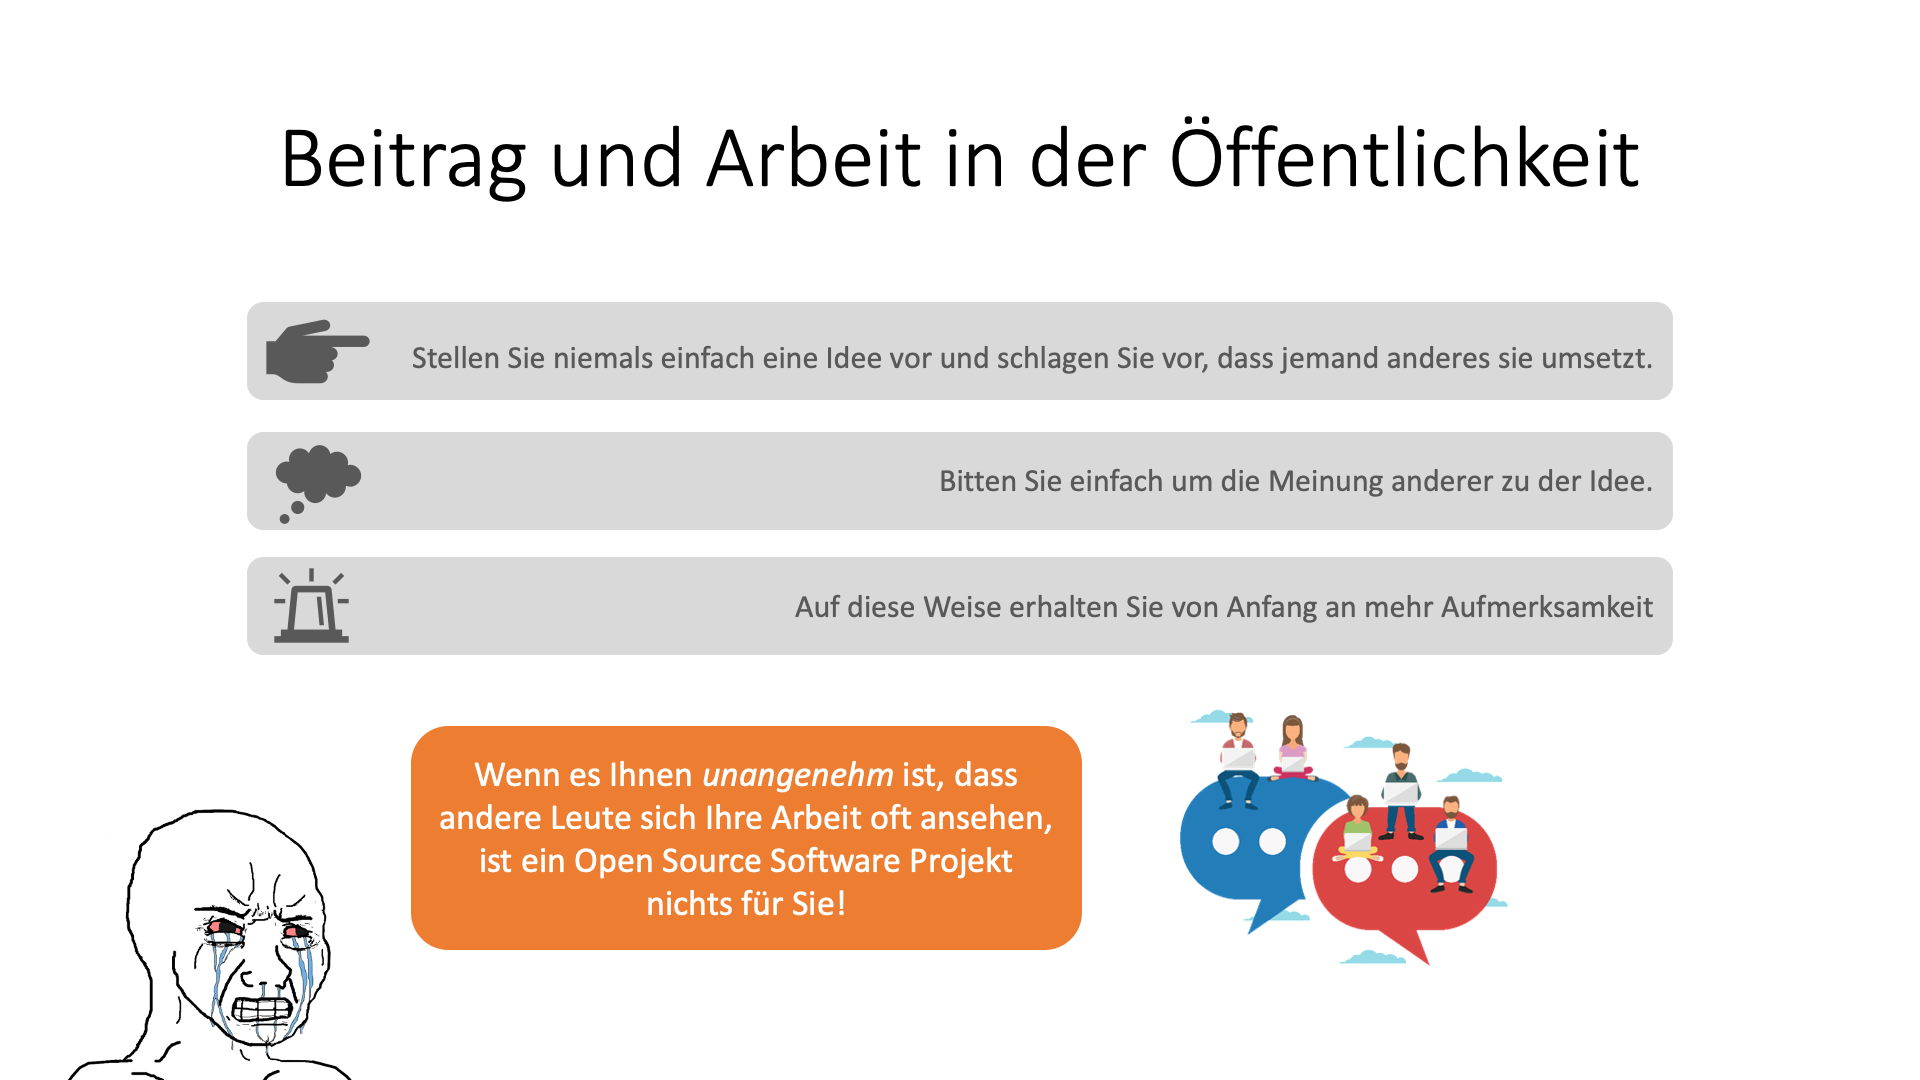 Beitrag und Arbeit in der Öffentlichkeit
Stellen Sie niemals einfach eine Idee vor und schlagen Sie vor, dass jemand anderes sie umsetzt.
Bitten Sie einfach um die Meinung anderer zu der Idee.
Auf diese Weise erhalten Sie von Anfang an mehr Aufmerksamkeit
Wenn es Ihnen unangenehm ist, dass
andere Leute sich Ihre Arbeit oft ansehen,
ist ein Open Source Software Projekt
nichts für Sie!